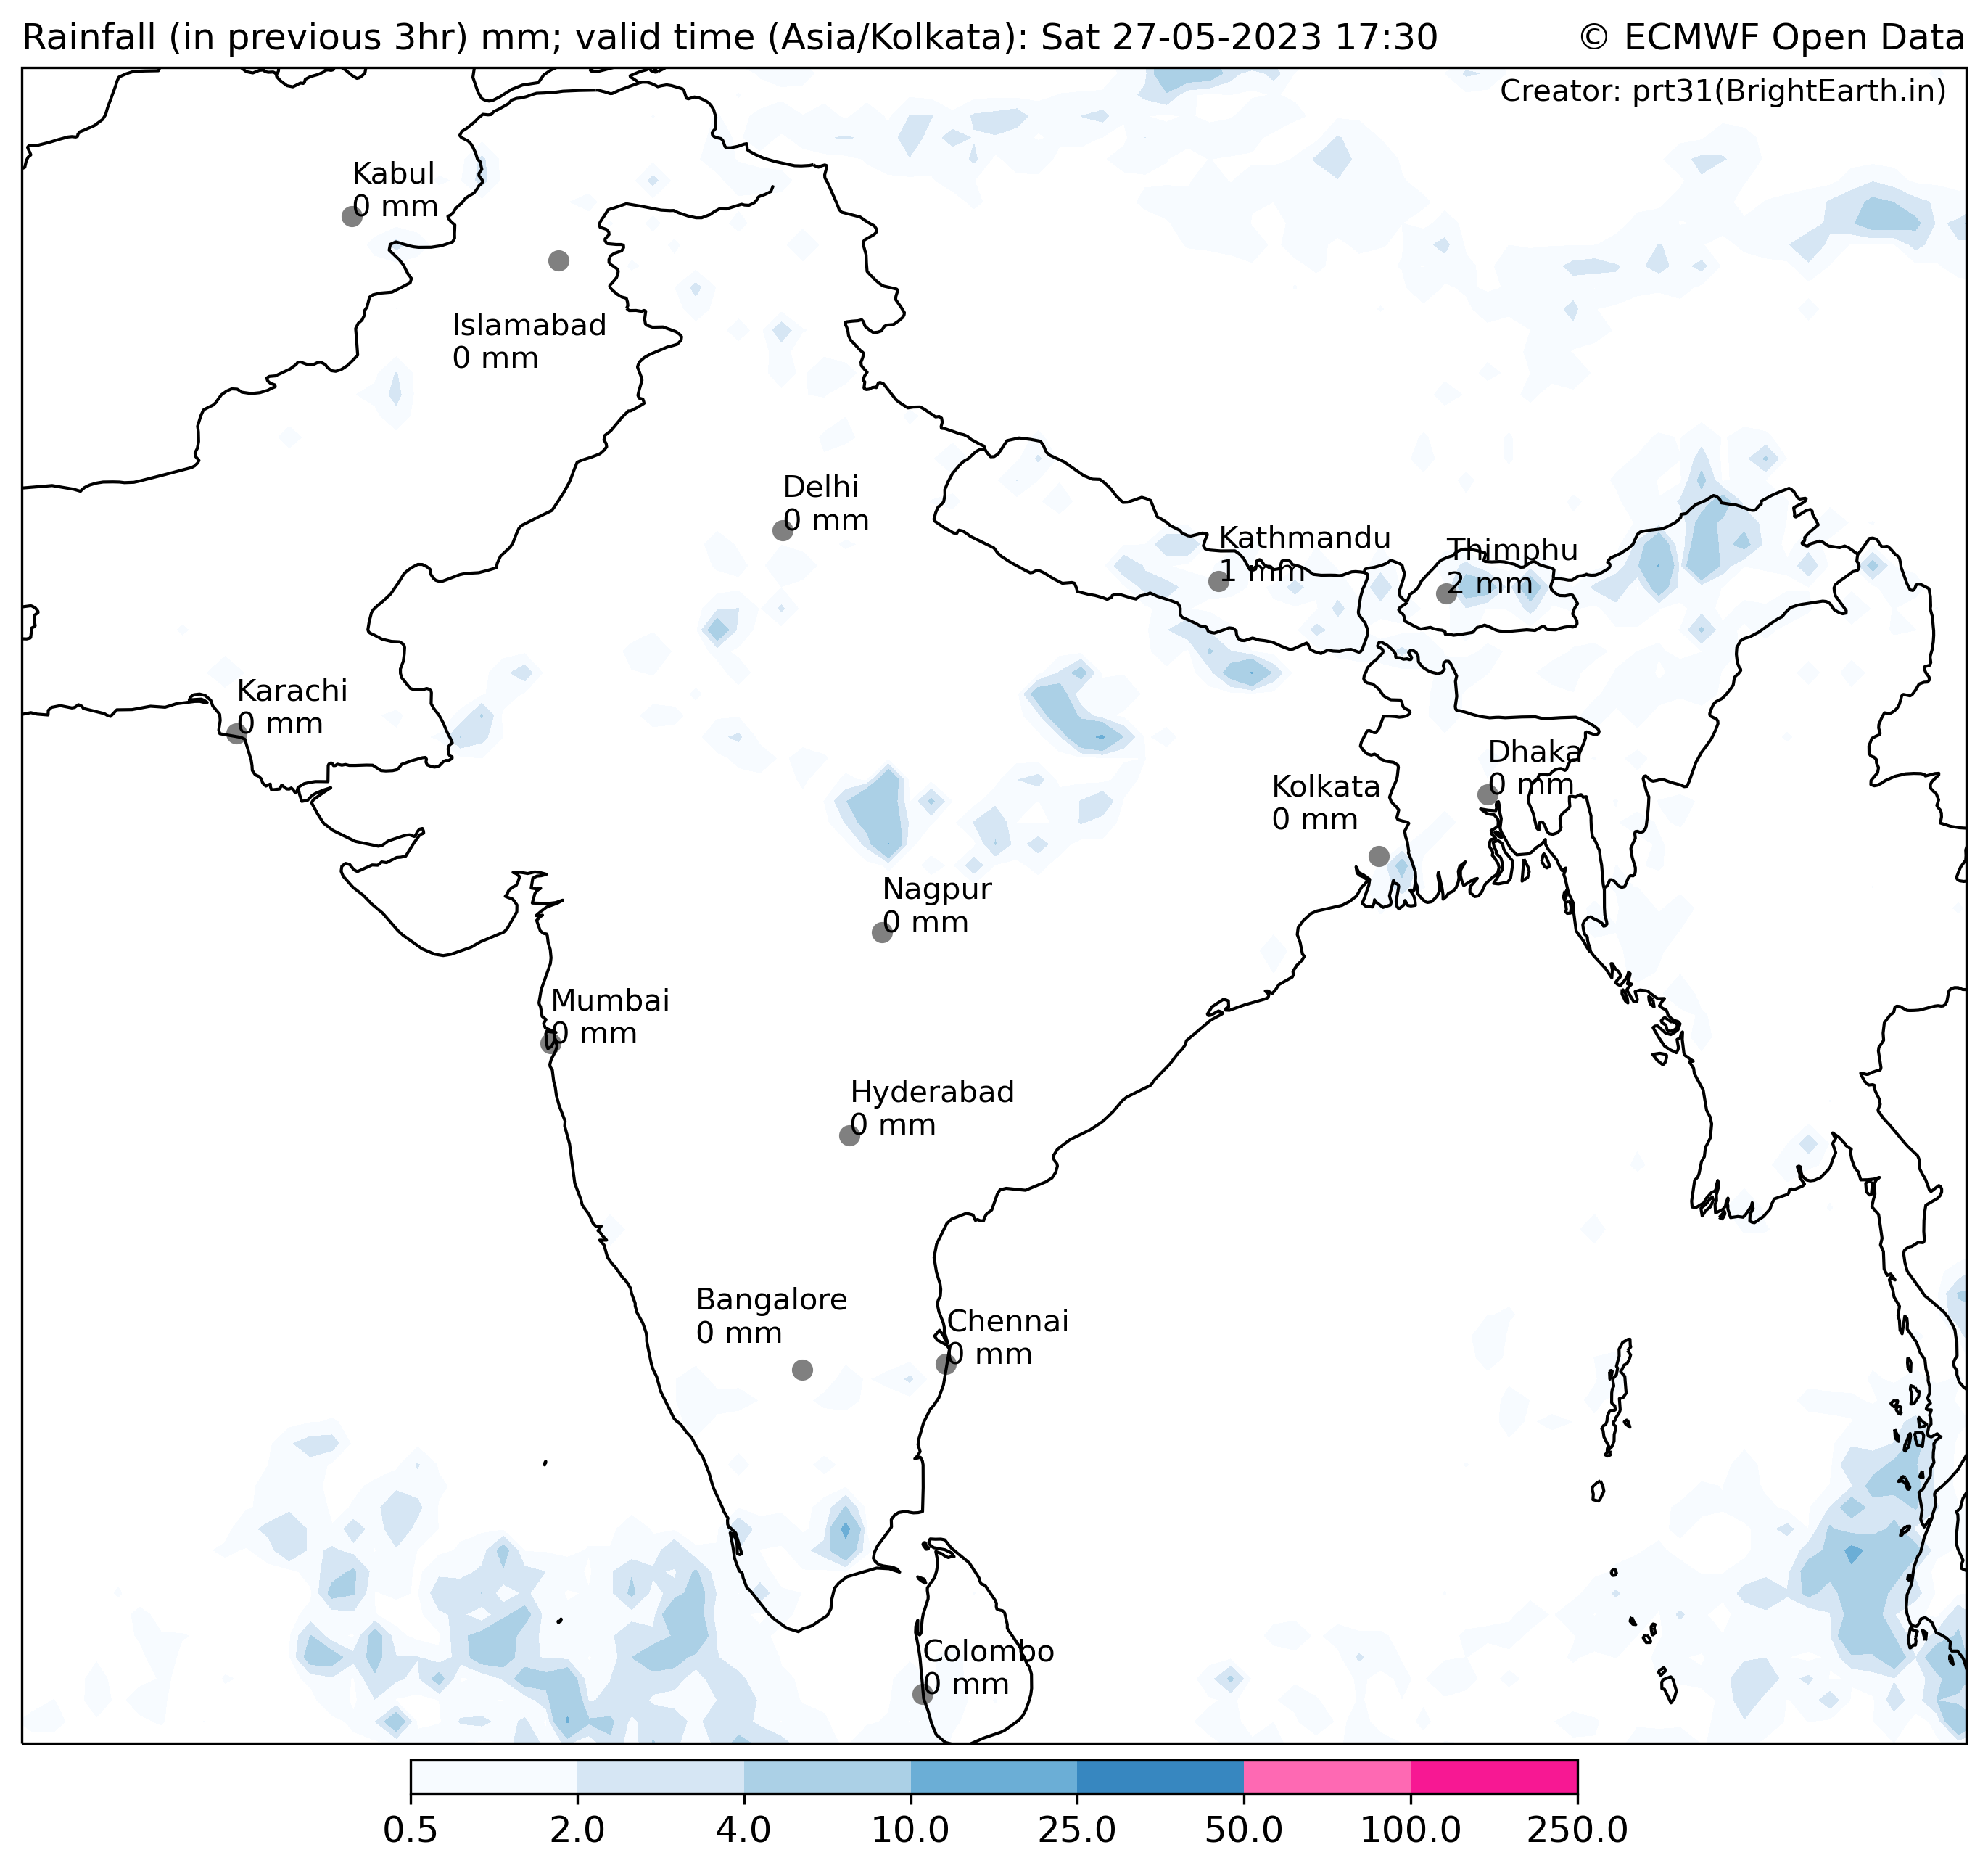 Rainfall (in previous 3hr) mm; valid time (Asia/Kolkata): Sat 27-05-2023 17:30
© ECMWF Open Data
Creator: prt31(BrightEarth.in)
Kabul
0 mm
Islamabad
0 mm
Delhi
0 mm
Kathmandu
1 mm
Thimphu
2 mm
Karachi
0 mm
Dhaka
0 mm
Kolkata
0 mm
Nagpur
0 mm
Mumbai
0 mm
Hyderabad
0 mm
Bangalore
0 mm
Chennai
0 mm
Colombo
0 mm
0.5 2.0 4.0 10.0 25.0 50.0 100.0 250.0